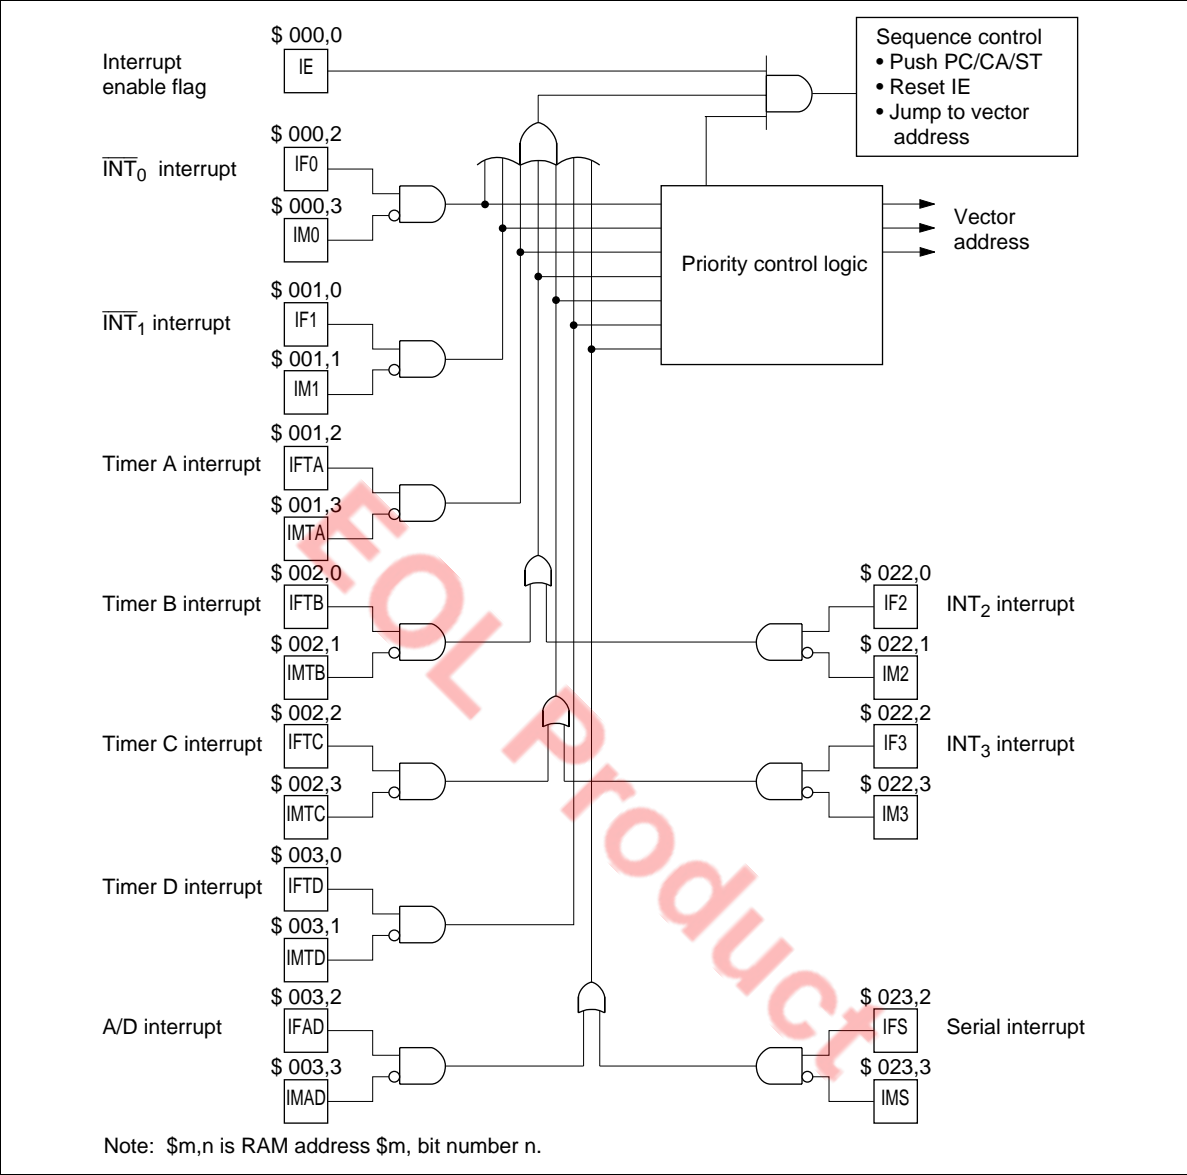 $ 000,0
Interrupt
enable flag
IE
Sequence control
• Push PC/CA/ST
• Reset IE
• Jump to vector
address
$ 000,2
INT0 interrupt
IF0
$ 000,3
IM0
Priority control logic
Vector
address
$ 001,0
INT1 interrupt
IF1
$ 001,1
IM1
$ 001,2
Timer A interrupt
IFTA
$ 001,3
IMTA
$ 002,0
Timer B interrupt
IFTB
$ 002,1
IMTB
$ 022,0
IF2
INT2 interrupt
$ 022,1
IM2
$ 002,2
Timer C interrupt
IFTC
$ 002,3
IMTC
$ 022,2
IF3
INT3 interrupt
$ 022,3
IM3
$ 003,0
Timer D interrupt
IFTD
$ 003,1
IMTD
$ 003,2
A/D interrupt
IFAD
$ 003,3
IMAD
$ 023,2
IFS
Serial interrupt
$ 023,3
IMS
Note: $m,n is RAM address $m, bit number n.
EOL Product